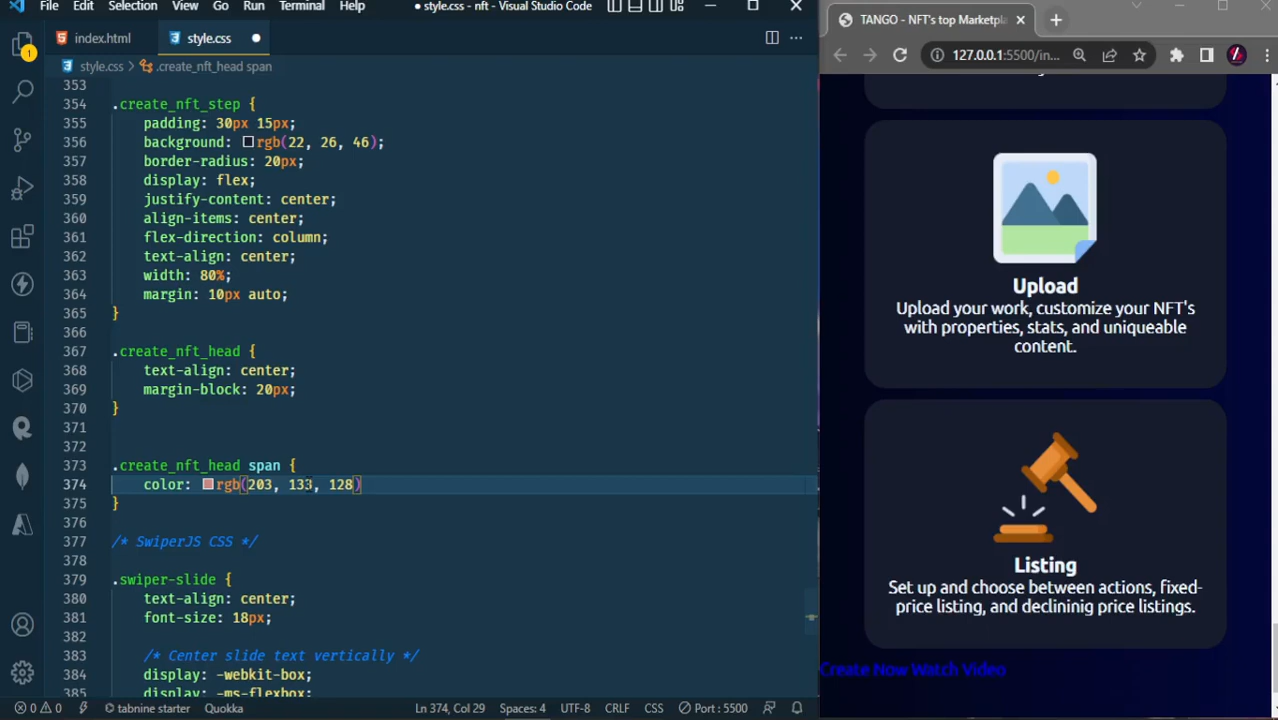 File Edit Selection View Go Run Terminal Help
● style.css - nft - Visual Studio Code
index.html
style.css
style.css > .create_nft_head span
1
353
354 .create_nft_step {
355 padding: 30px 15px;
356 background: rgb(22, 26, 46);
357 border-radius: 20px;
358 display: flex;
359 justify-content: center;
360 align-items: center;
361 flex-direction: column;
362 text-align: center;
363 width: 80%;
364 margin: 10px auto;
365 }
366
367 .create_nft_head {
368 text-align: center;
369 margin-block: 20px;
370 }
371
372
373 .create_nft_head span {
374 color: rgb(203, 133, 128)
375 }
376
377 /* SwiperJS CSS */
378
379 .swiper-slide {
380 text-align: center;
381 font-size: 18px;
382
383 /* Center slide text vertically */
384 display: -webkit-box;
385 display: -ms-flexbox;
0 0 tabnine starter Quokka Ln 374, Col 29 Spaces: 4 UTF-8 CRLF CSS Port : 5500
TANGO - NFT's top Marketpla
127.0.0.1:5500/in...
Upload
Upload your work, customize your NFT's
with properties, stats, and uniqueable
content.
Listing
Set up and choose between actions, fixed-
price listing, and declininig price listings.
Create Now Watch Video